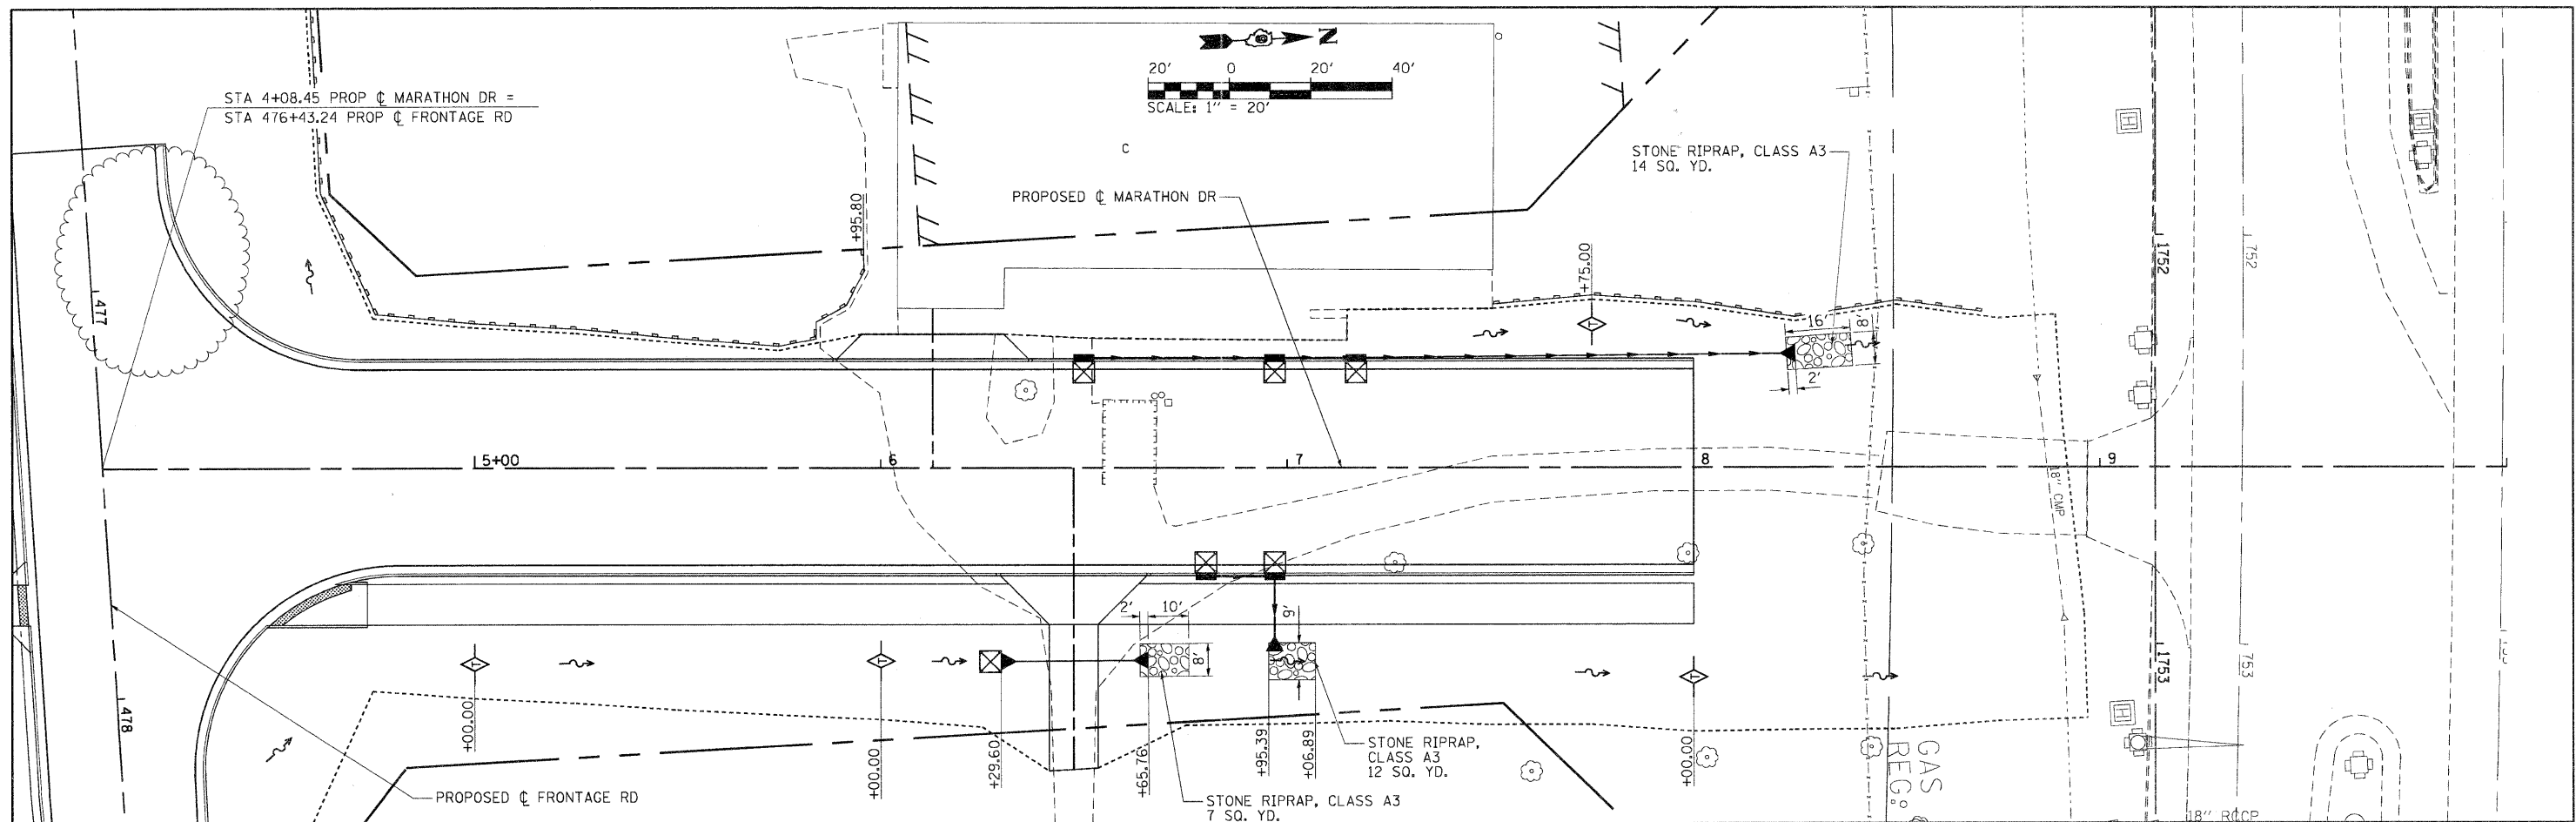 N
20' 0 20' 40'
SCALE: 1" = 20'
STA 4+08.45 PROP ℄ MARATHON DR =
STA 476+43.24 PROP ℄ FRONTAGE RD
C
STONE RIPRAP, CLASS A3
14 SQ. YD.
PROPOSED ℄ MARATHON DR
+95.80
+75.00
1752
752
477
16'
8'
2'
H
H
5+00
6
7
8
9
18" CMP
2'
10'
8'
9'
T
T
T
T
1753
753
478
+00.00
+00.00
+29.60
+65.76
+95.39
+06.89
+00.00
STONE RIPRAP,
CLASS A3
12 SQ. YD.
GAS
REG.
H
PROPOSED ℄ FRONTAGE RD
STONE RIPRAP, CLASS A3
7 SQ. YD.
18" RCCP